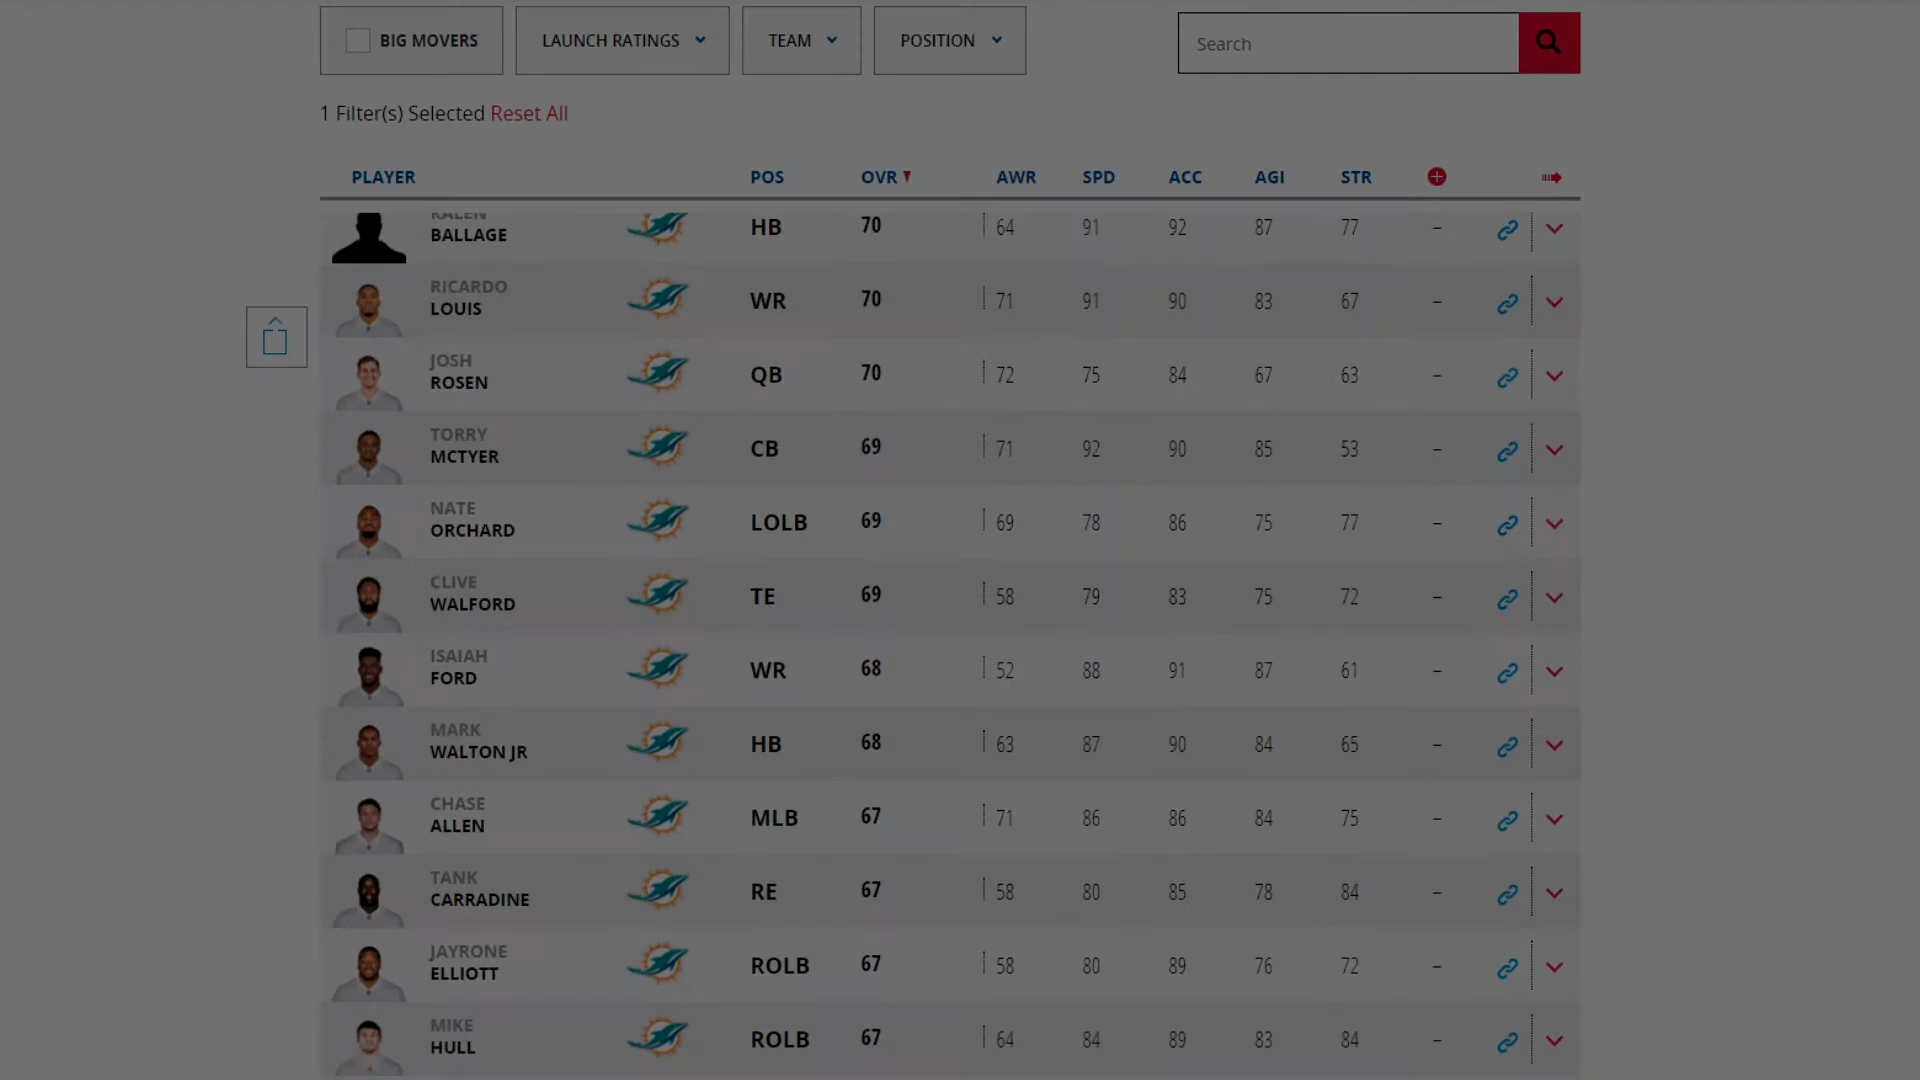 BIG MOVERS LAUNCH RATINGS TEAM POSITION Search
1 Filter(s) Selected Reset All
PLAYER POS OVR AWR SPD ACC AGI STR
KALEN
BALLAGE HB 70 64 91 92 87 77 –
RICARDO
LOUIS WR 70 71 91 90 83 67 –
JOSH
ROSEN QB 70 72 75 84 67 63 –
TORRY
MCTYER CB 69 71 92 90 85 53 –
NATE
ORCHARD LOLB 69 69 78 86 75 77 –
CLIVE
WALFORD TE 69 58 79 83 75 72 –
ISAIAH
FORD WR 68 52 88 91 87 61 –
MARK
WALTON JR HB 68 63 87 90 84 65 –
CHASE
ALLEN MLB 67 71 86 86 84 75 –
TANK
CARRADINE RE 67 58 80 85 78 84 –
JAYRONE
ELLIOTT ROLB 67 58 80 89 76 72 –
MIKE
HULL ROLB 67 64 84 89 83 84 –